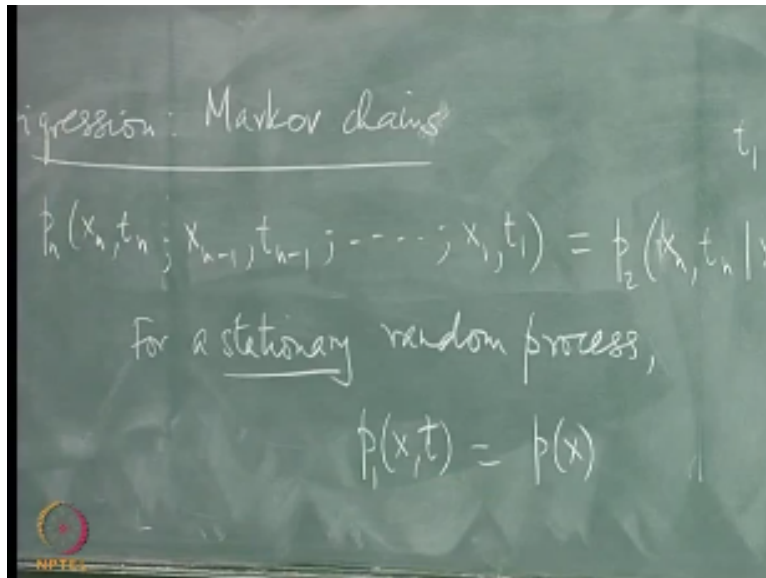 igression: Markov chains
t₁
pₙ(xₙ,tₙ; xₙ₋₁,tₙ₋₁; ----; x₁,t₁) = p₂(xₙ,tₙ|
For a stationary random process,
p₁(x,t) = p(x)
NPTEL